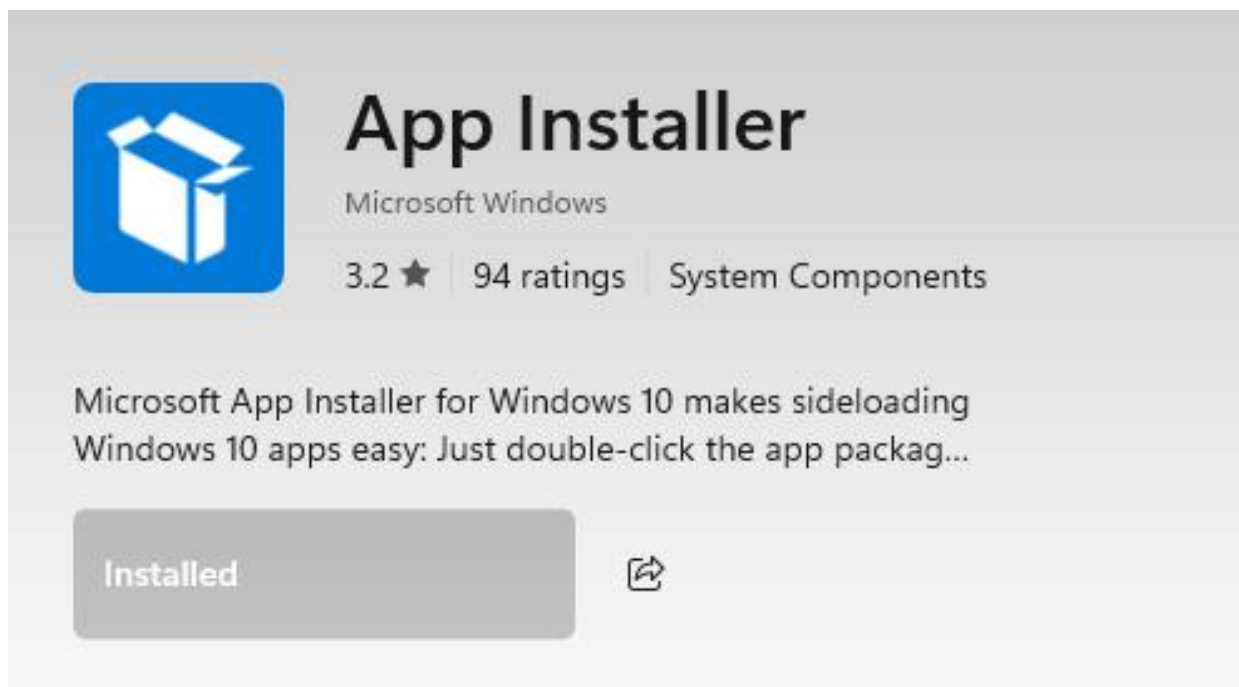 App Installer
Microsoft Windows
3.2 ★ 94 ratings System Components
Microsoft App Installer for Windows 10 makes sideloading
Windows 10 apps easy: Just double-click the app packag...
Installed